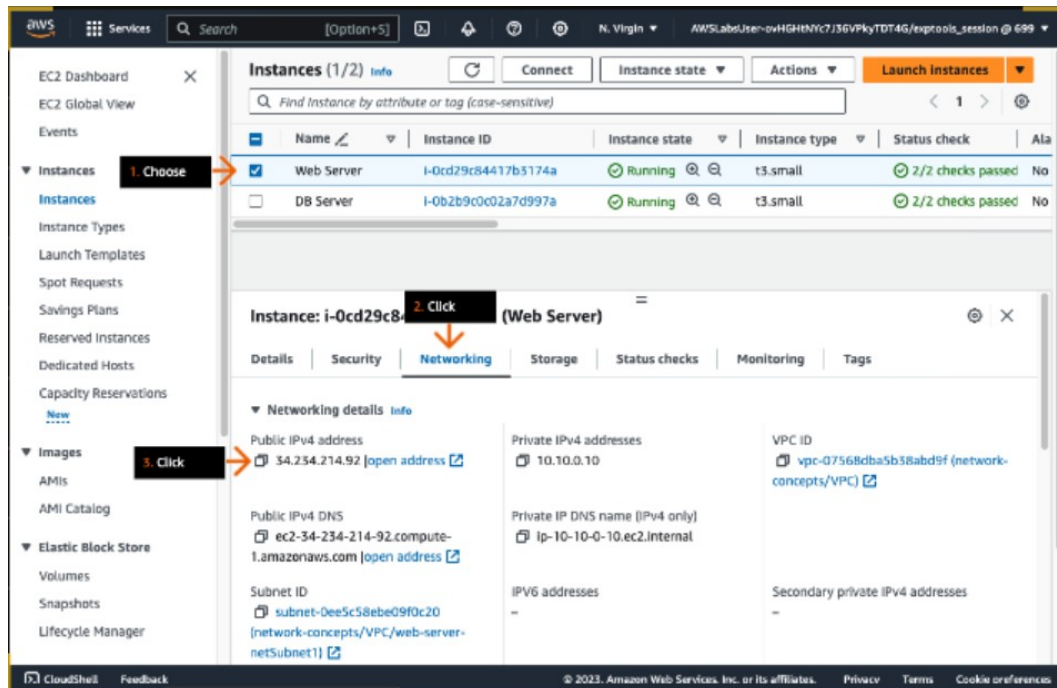 aws
Services
Search
[Option+S]
N. Virgin
AWSLabsUser-ovHGHtNYc7J3GVPkyTDT4G/exptools_session @ 699
EC2 Dashboard
EC2 Global View
Events
Instances
Instances
Instance Types
Launch Templates
Spot Requests
Savings Plans
Reserved Instances
Dedicated Hosts
Capacity Reservations
New
Images
AMIs
AMI Catalog
Elastic Block Store
Volumes
Snapshots
Lifecycle Manager
1. Choose
2. Click
3. Click
Instances (1/2) Info
Connect
Instance state
Actions
Launch instances
Find Instance by attribute or tag (case-sensitive)
1
Name Instance ID Instance state Instance type Status check Ala
Web Server i-0cd29c84417b3174a Running t3.small 2/2 checks passed No
DB Server i-0b2b9c0c02a7d997a Running t3.small 2/2 checks passed No
Instance: i-0cd29c84 (Web Server)
Details Security Networking Storage Status checks Monitoring Tags
Networking details Info
Public IPv4 address
34.234.214.92 |open address
Private IPv4 addresses
10.10.0.10
VPC ID
vpc-07568dba5b38abd9f (network-
concepts/VPC)
Public IPv4 DNS
ec2-34-234-214-92.compute-
1.amazonaws.com |open address
Private IP DNS name (IPv4 only)
ip-10-10-0-10.ec2.internal
Subnet ID
subnet-0ee5c58ebe09f0c20
(network-concepts/VPC/web-server-
netSubnet1)
IPV6 addresses
–
Secondary private IPv4 addresses
–
CloudShell
Feedback
© 2023, Amazon Web Services, Inc. or its affiliates.
Privacy
Terms
Cookie preferences